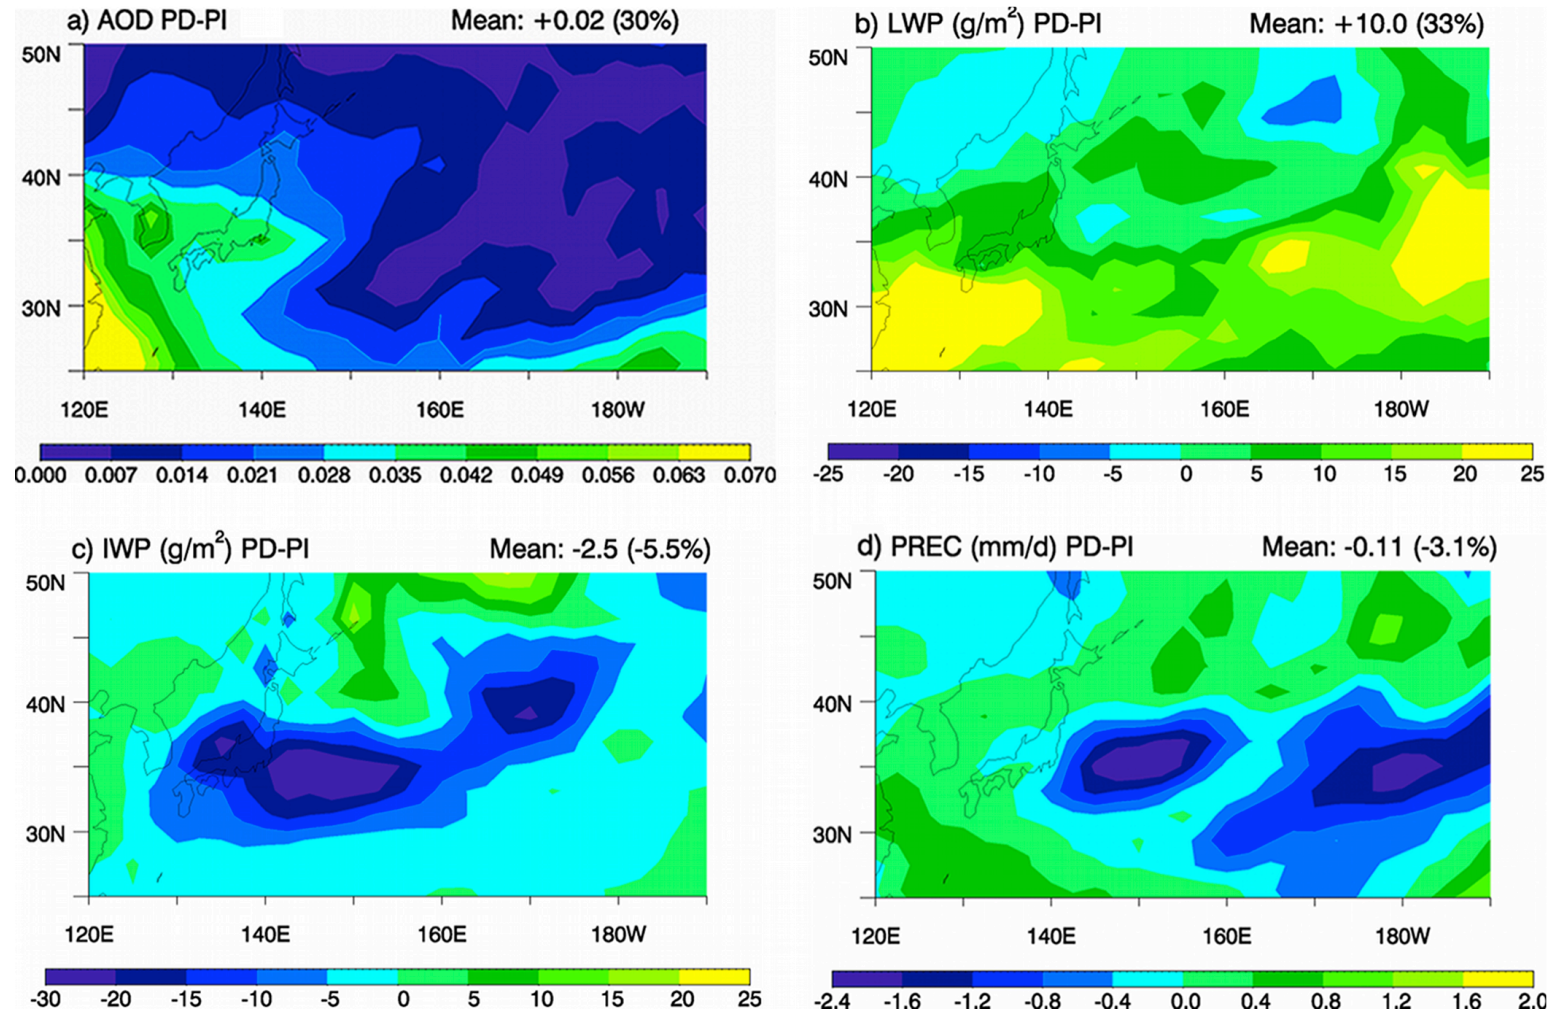 a) AOD PD-PI Mean: +0.02 (30%)
50N
40N
30N
120E 140E 160E 180W
0.000 0.007 0.014 0.021 0.028 0.035 0.042 0.049 0.056 0.063 0.070
b) LWP (g/m²) PD-PI Mean: +10.0 (33%)
50N
40N
30N
120E 140E 160E 180W
-25 -20 -15 -10 -5 0 5 10 15 20 25
c) IWP (g/m²) PD-PI Mean: -2.5 (-5.5%)
50N
40N
30N
120E 140E 160E 180W
-30 -20 -15 -10 -5 0 5 10 15 20 25
d) PREC (mm/d) PD-PI Mean: -0.11 (-3.1%)
50N
40N
30N
120E 140E 160E 180W
-2.4 -1.6 -1.2 -0.8 -0.4 0.0 0.4 0.8 1.2 1.6 2.0